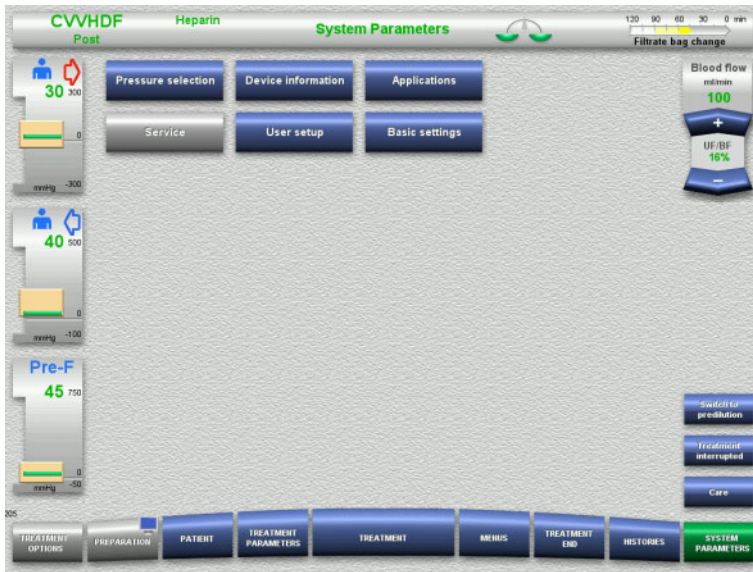 CVVHDF
Post
Heparin
System Parameters
120 90 60 30 0 min
Filtrate bag change
30 300
0
mmHg -300
Pressure selection
Device information
Applications
Service
User setup
Basic settings
Blood flow
ml/min
100
+
UF/BF
16%
–
40 500
0
mmHg -100
Pre-F
45 750
0
mmHg -50
Switch to
predilution
Treatment
interrupted
Care
205
TREATMENT
OPTIONS
PREPARATION
PATIENT
TREATMENT
PARAMETERS
TREATMENT
MENUS
TREATMENT
END
HISTORIES
SYSTEM
PARAMETERS